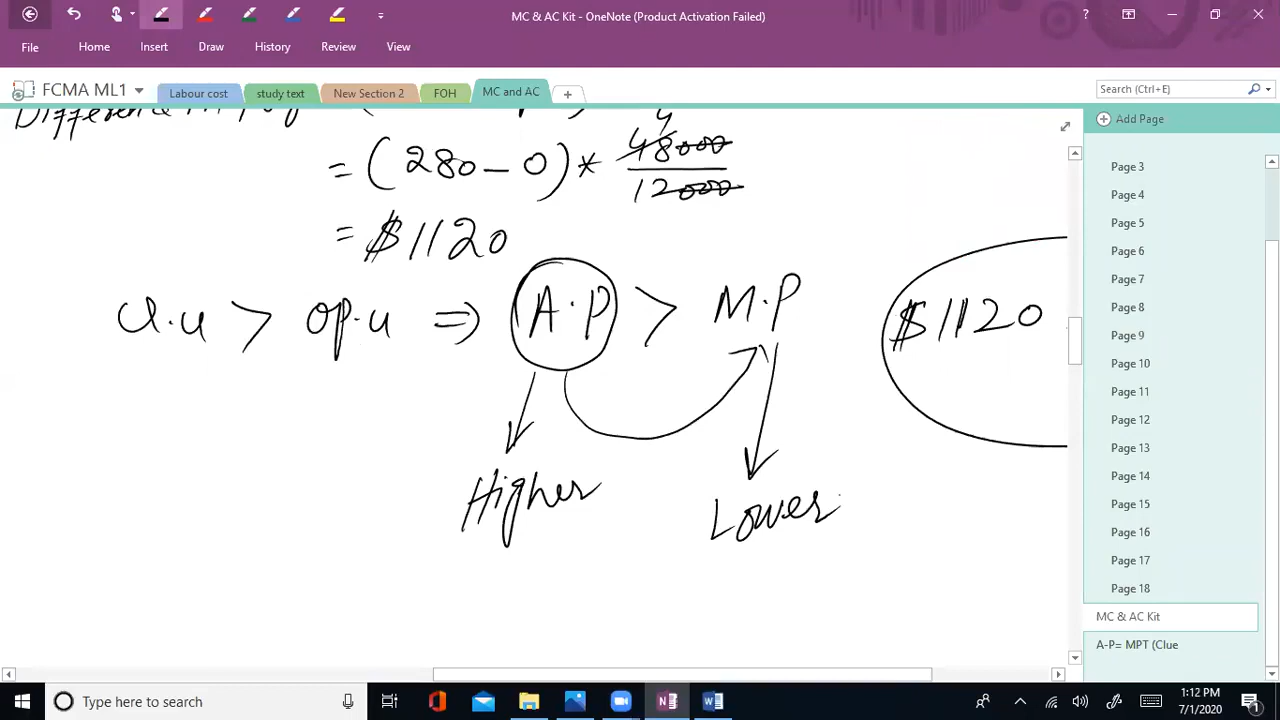 MC & AC Kit - OneNote (Product Activation Failed)
File Home Insert Draw History Review View
FCMA ML1 Labour cost study text New Section 2 FOH MC and AC
Search (Ctrl+E)
Add Page
Difference
4
= (280 - 0) * 48000
12000
= $1120
cl.u > op.u ⇒ A.P > M.P
$1120
Higher
Lower
Page 3
Page 4
Page 5
Page 6
Page 7
Page 8
Page 9
Page 10
Page 11
Page 12
Page 13
Page 14
Page 15
Page 16
Page 17
Page 18
MC & AC Kit
A-P= MPT (Clue
Type here to search
1:12 PM
7/1/2020
1